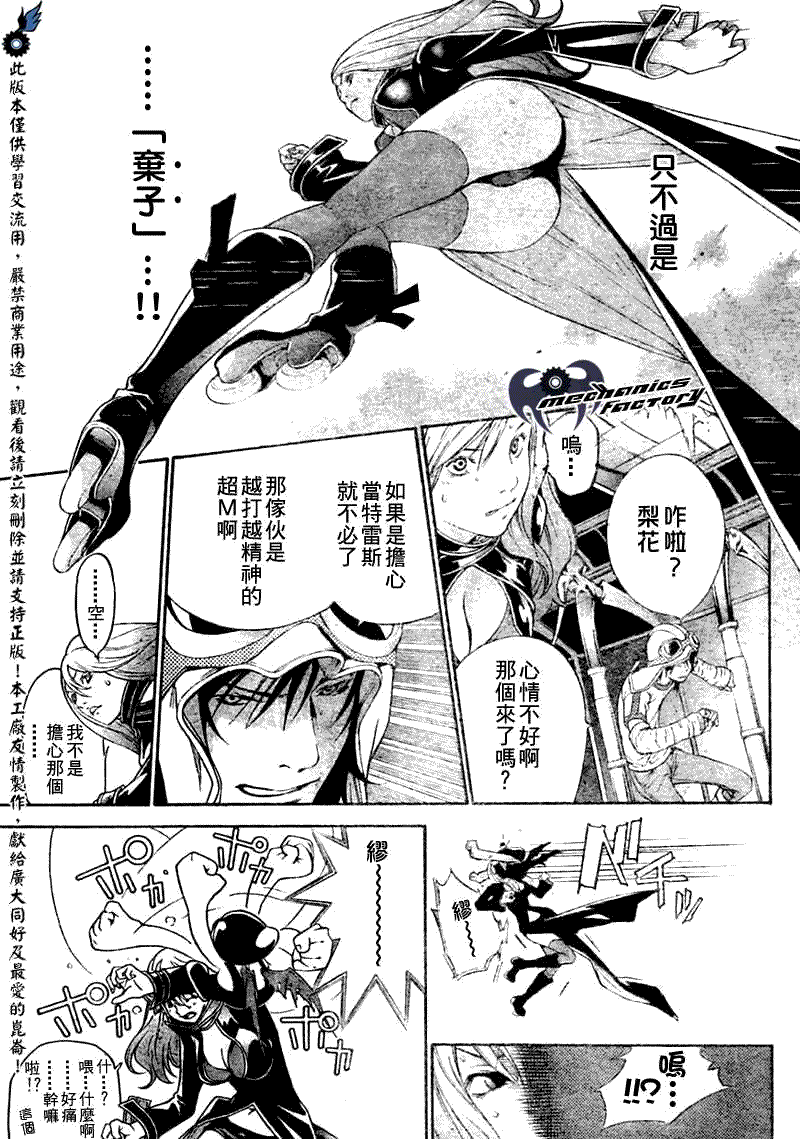 只不過是
……「棄子」…!!
mechanics
factory
咋啦?
梨花
嗚…
心情不好啊
那個來了嗎?
如果是擔心
當特雷斯
就不必了
那傢伙是
越打越精神的
超M啊
……空…
我不是
擔心那個
……
バチィッ
繆~
嗚…
!!?
繆~
ポカ
ポカ
ポカ
ポカ
什…?
喂…什麼啊
……好痛
……幹嘛
啦!?
這個
此版本僅供學習交流用，嚴禁商業用途，觀看後請立刻刪除並請支持正版！本工廠友情製作，獻給廣大同好及最愛的崑崙！